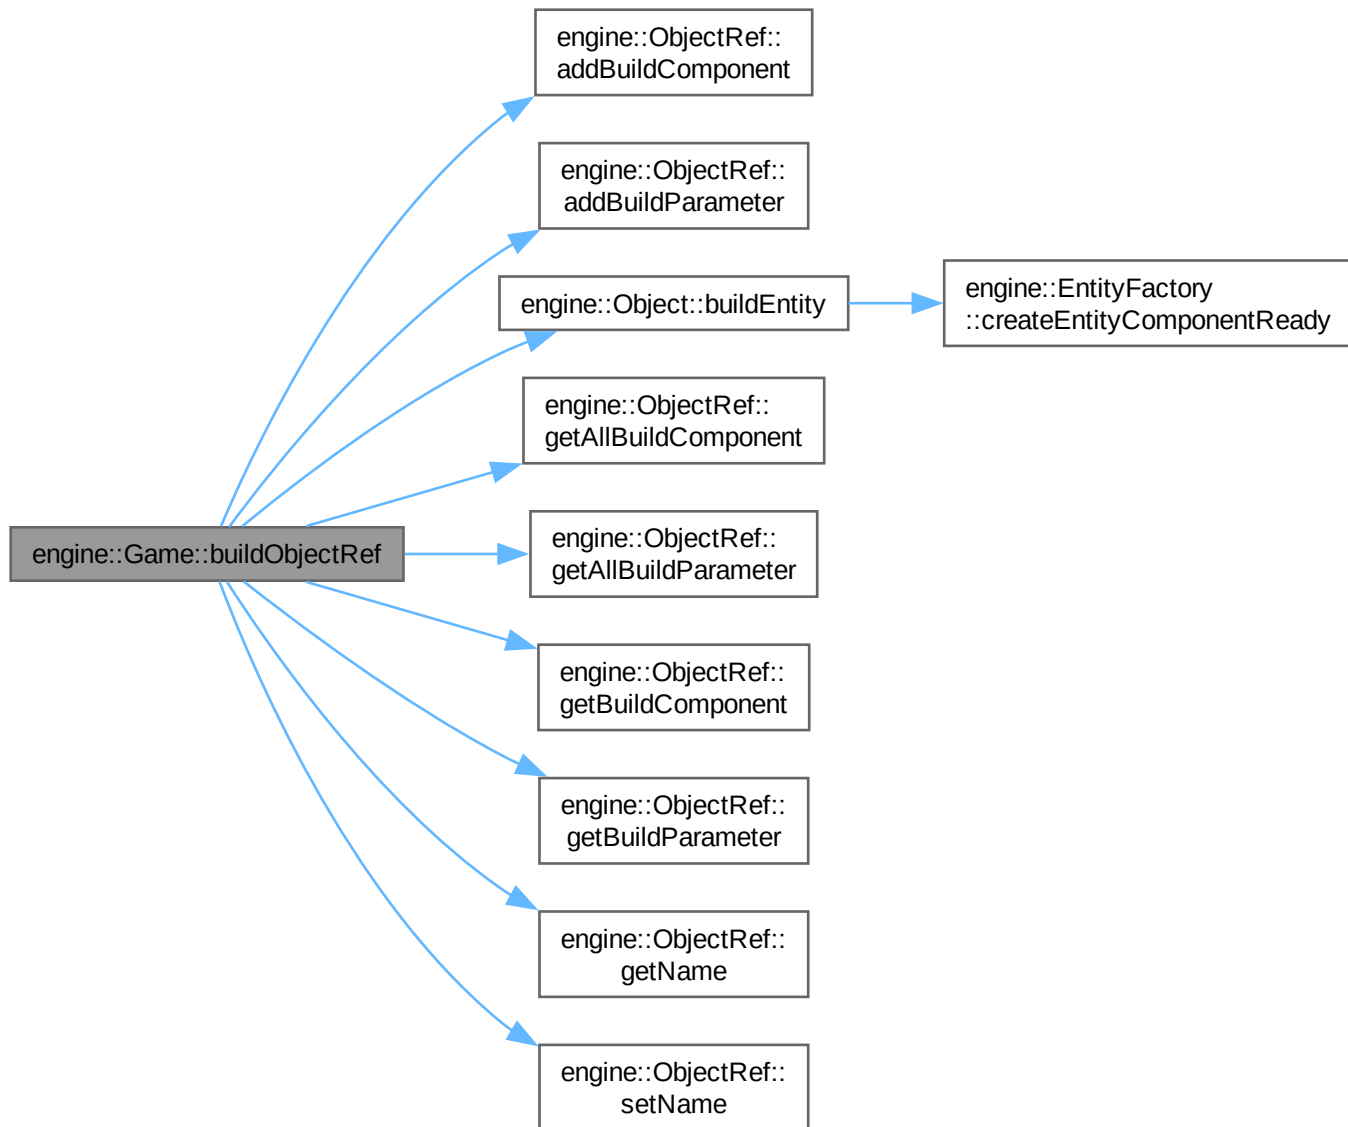 engine::ObjectRef::
addBuildComponent
engine::ObjectRef::
addBuildParameter
engine::Object::buildEntity
engine::EntityFactory
::createEntityComponentReady
engine::ObjectRef::
getAllBuildComponent
engine::Game::buildObjectRef
engine::ObjectRef::
getAllBuildParameter
engine::ObjectRef::
getBuildComponent
engine::ObjectRef::
getBuildParameter
engine::ObjectRef::
getName
engine::ObjectRef::
setName